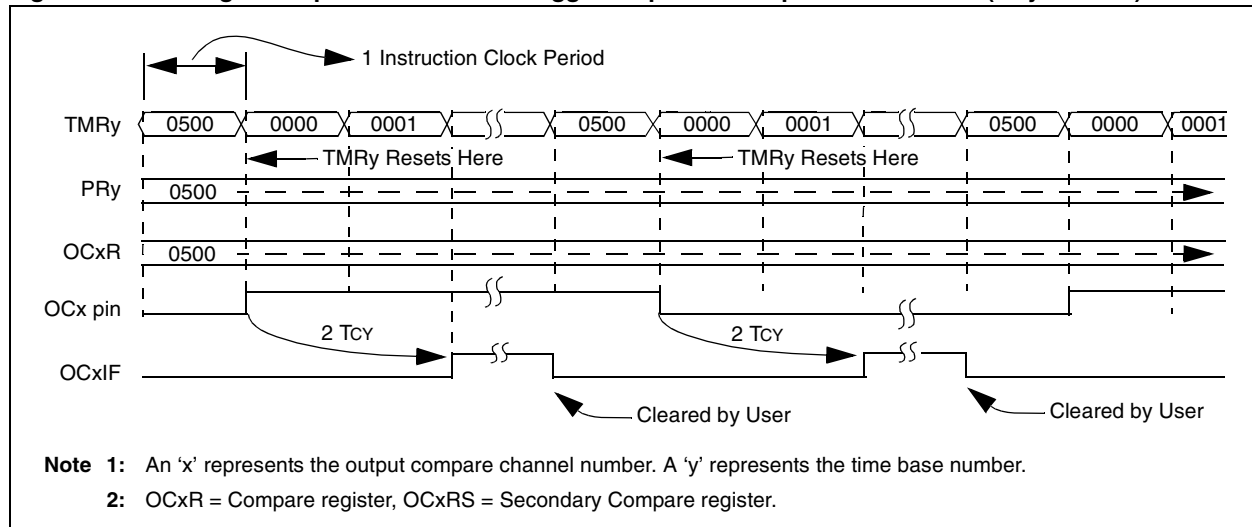 1 Instruction Clock Period
TMRy 0500 0000 0001 0500 0000 0001 0500 0000 0001
TMRy Resets Here TMRy Resets Here
PRy 0500
OCxR 0500
OCx pin
2 TCY 2 TCY
OCxIF
Cleared by User Cleared by User
Note 1: An ‘x’ represents the output compare channel number. A ‘y’ represents the time base number.
2: OCxR = Compare register, OCxRS = Secondary Compare register.